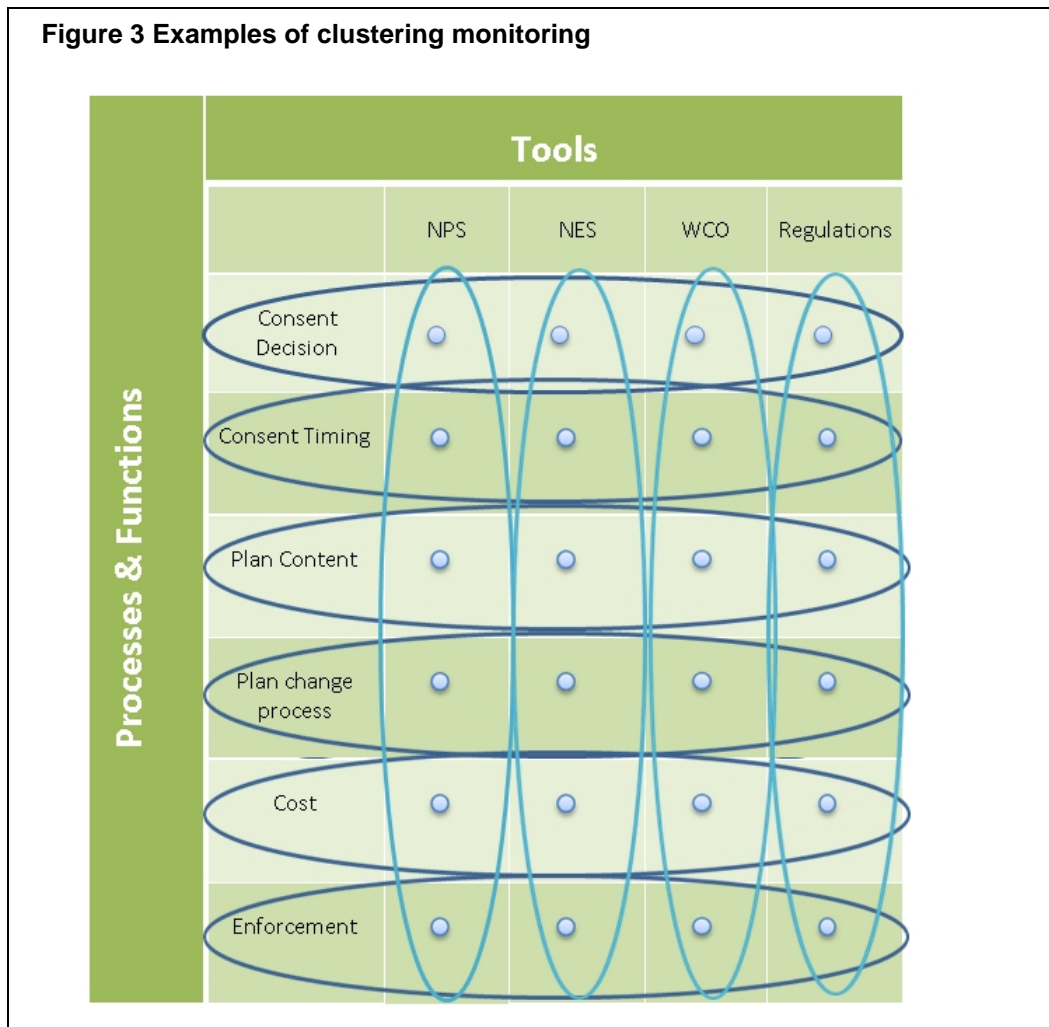 Figure 3 Examples of clustering monitoring
Tools
Processes & Functions
NPS NES WCO Regulations
Consent
Decision
Consent Timing
Plan Content
Plan change
process
Cost
Enforcement